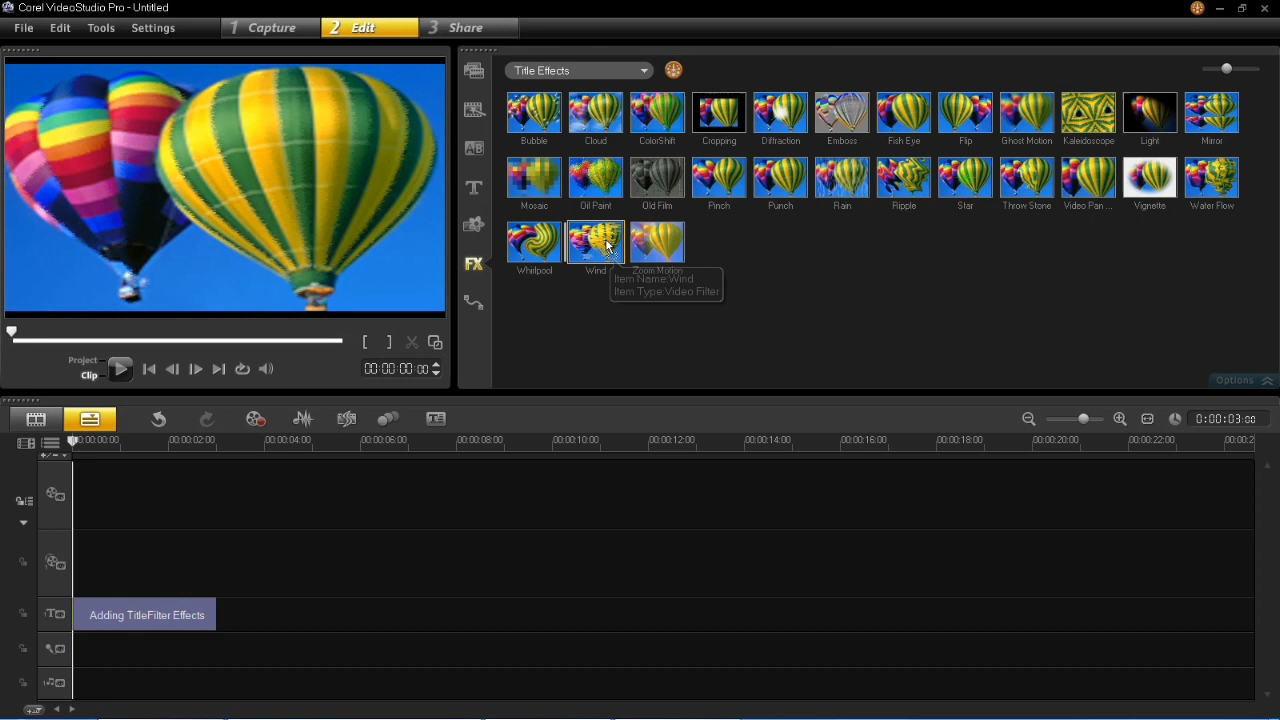 Corel VideoStudio Pro - Untitled
File Edit Tools Settings 1 Capture 2 Edit 3 Share
Title Effects
Bubble Cloud ColorShift Cropping Diffraction Emboss Fish Eye Flip Ghost Motion Kaleidoscope Light Mirror
Mosaic Oil Paint Old Film Pinch Punch Rain Ripple Star Throw Stone Video Pan ... Vignette Water Flow
Whirlpool Wind Zoom Motion
Item Name:Wind
Item Type:Video Filter
AB
T
FX
Project
Clip
00:00:00:00
Options
0:00:03:00
00:00:00:00 00:00:02:00 00:00:04:00 00:00:06:00 00:00:08:00 00:00:10:00 00:00:12:00 00:00:14:00 00:00:16:00 00:00:18:00 00:00:20:00 00:00:22:00 00:00:2
Adding TitleFilter Effects